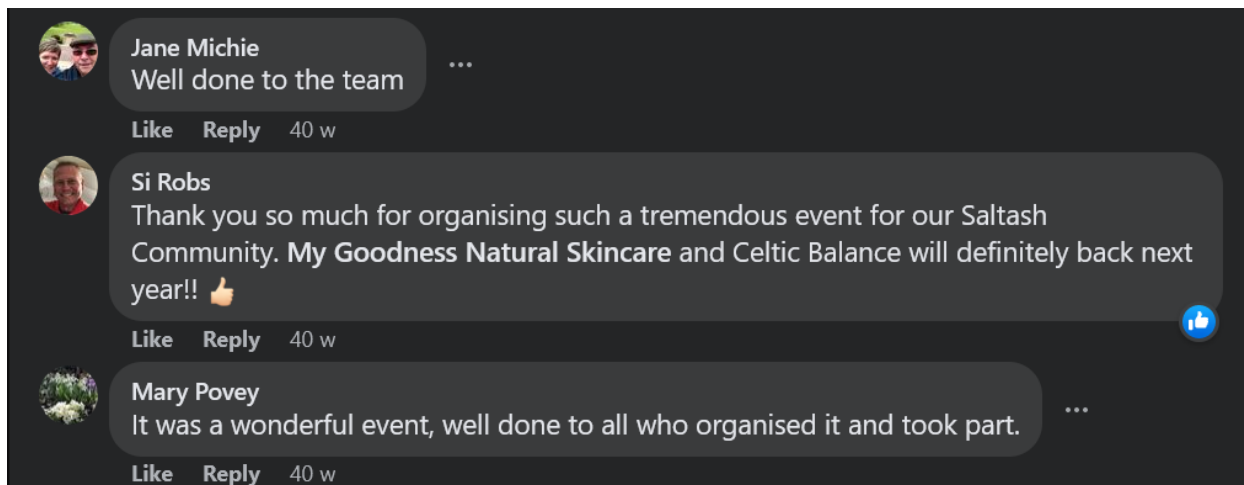 Jane Michie
Well done to the team
Like Reply 40 w
Si Robs
Thank you so much for organising such a tremendous event for our Saltash
Community. My Goodness Natural Skincare and Celtic Balance will definitely back next
year!! 👍🏻
Like Reply 40 w
Mary Povey
It was a wonderful event, well done to all who organised it and took part.
Like Reply 40 w